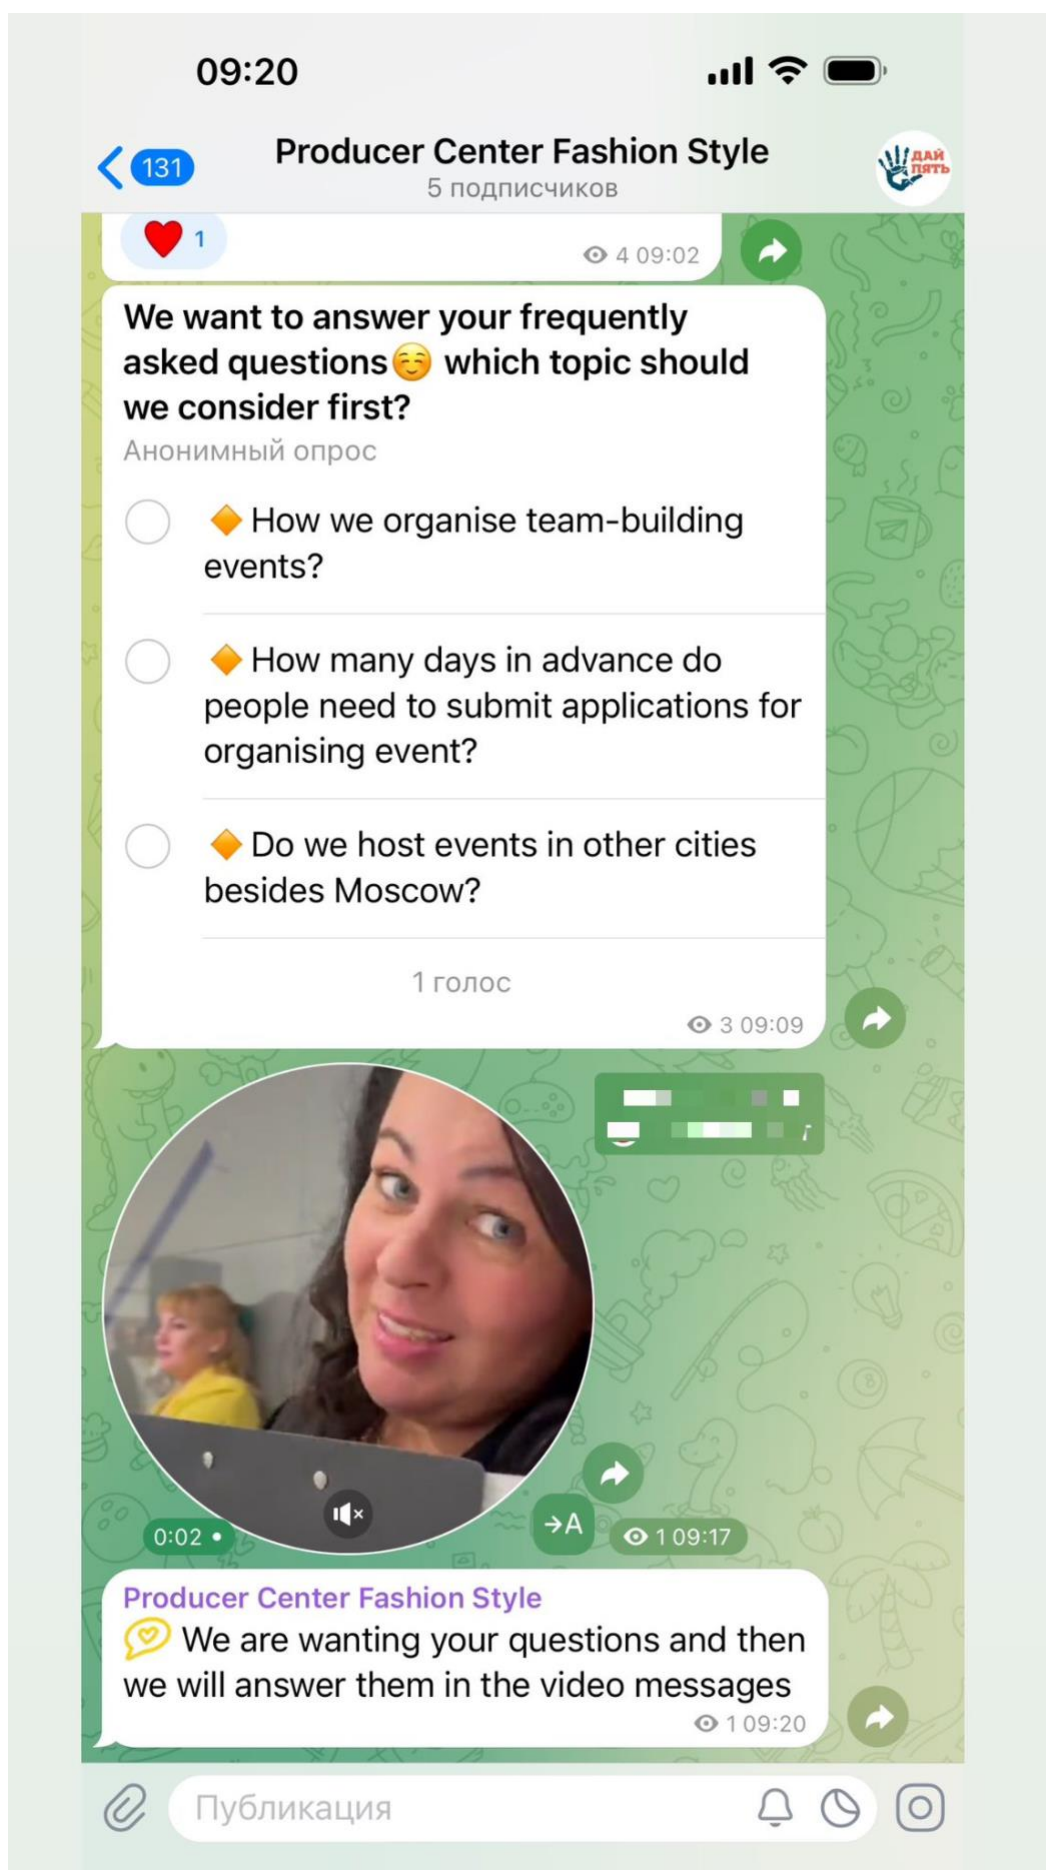 09:20
131
Producer Center Fashion Style
5 подписчиков
ДАЙ
ПЯТЬ
1
4 09:02
We want to answer your frequently
asked questions☺️ which topic should
we consider first?
Анонимный опрос
🔶 How we organise team-building
events?
🔶 How many days in advance do
people need to submit applications for
organising event?
🔶 Do we host events in other cities
besides Moscow?
1 голос
3 09:09
0:02
→A
1 09:17
Producer Center Fashion Style
We are wanting your questions and then
we will answer them in the video messages
1 09:20
Публикация